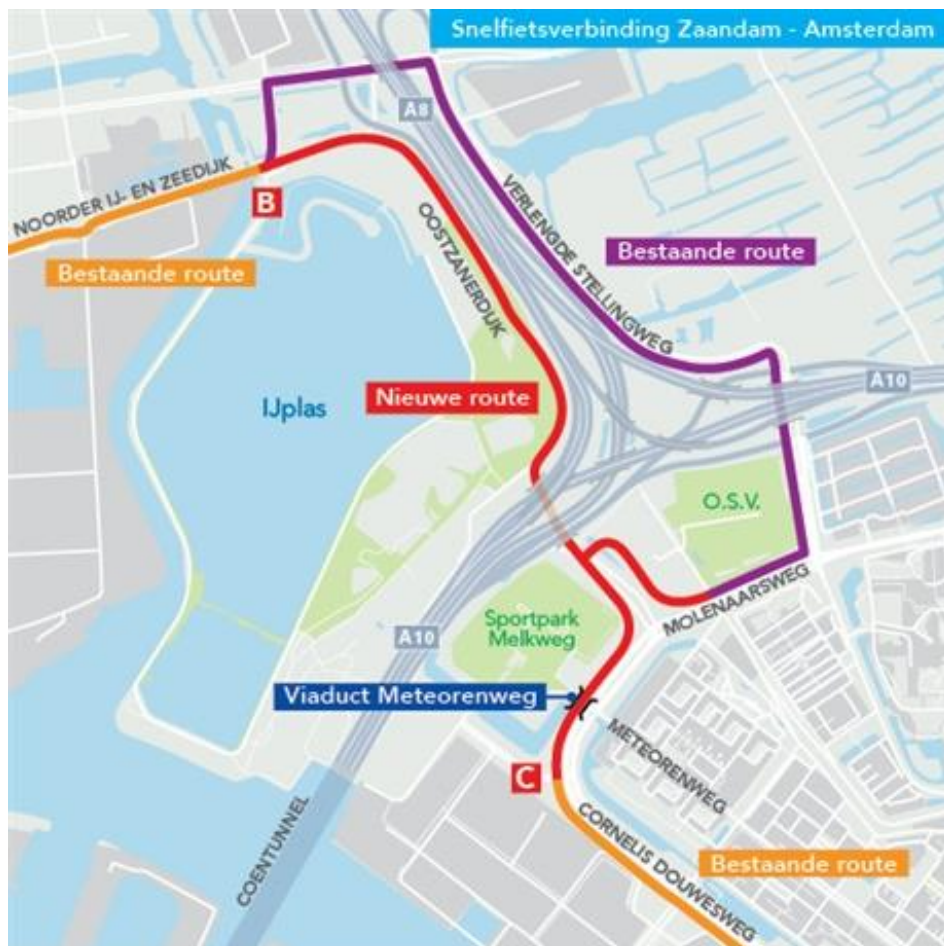 Snelfietsverbinding Zaandam - Amsterdam
A8
NOORDER IJ- EN ZEEDIJK
B
Bestaande route
OOSTZANERDIJK
VERLENGDE STELLINGWEG
Bestaande route
A10
Nieuwe route
IJplas
O.S.V.
MOLENAARSWEG
Sportpark
Melkweg
A10
Viaduct Meteorenweg
METEORENWEG
C
COENTUNNEL
CORNELIS DOUWESWEG
Bestaande route